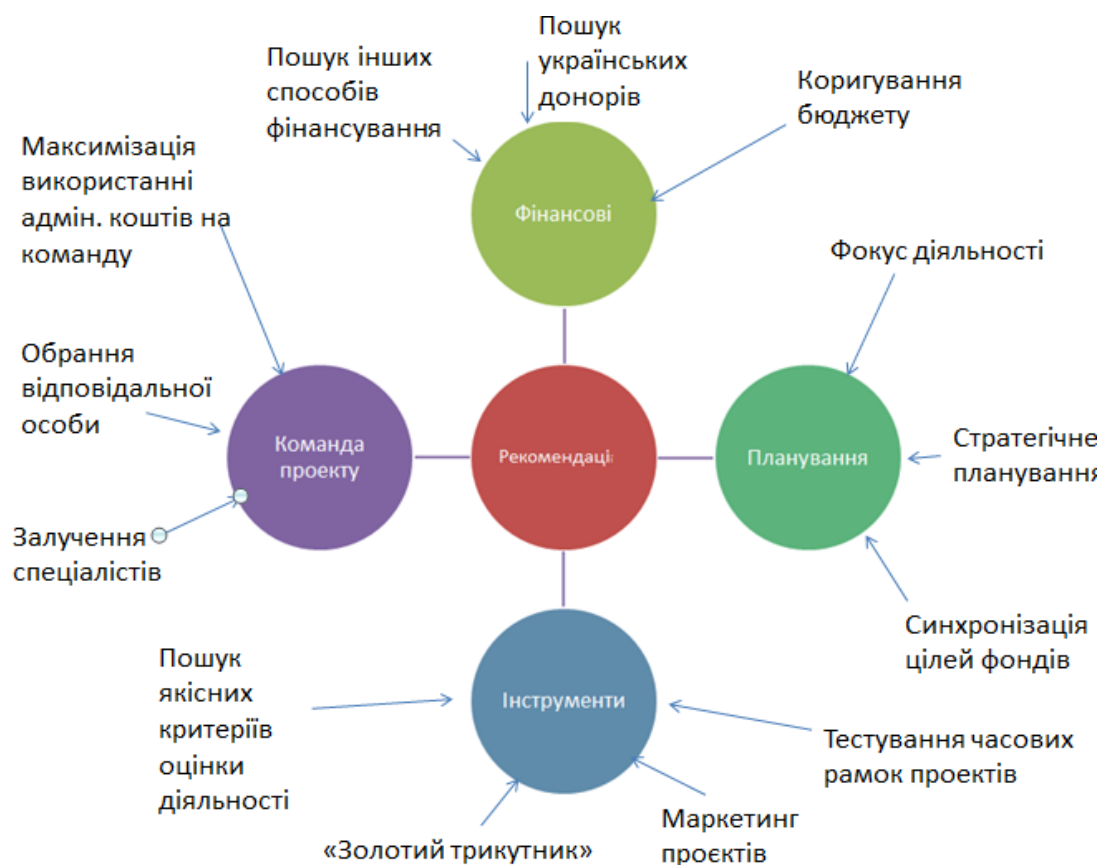 Пошук
українських
донорів
Пошук інших
способів
фінансування
Коригування
бюджету
Максимізація
використанні
адмін. коштів на
команду
Фінансові
Фокус діяльності
Обрання
відповідальної
особи
Команда
проекту
Рекомендаці
Планування
Стратегічне
планування
Залучення
спеціалістів
Синхронізація
цілей фондів
Пошук
якісних
критеріїв
оцінки
діяльності
Інструменти
Тестування часових
рамок проектів
Маркетинг
проєктів
«Золотий трикутник»